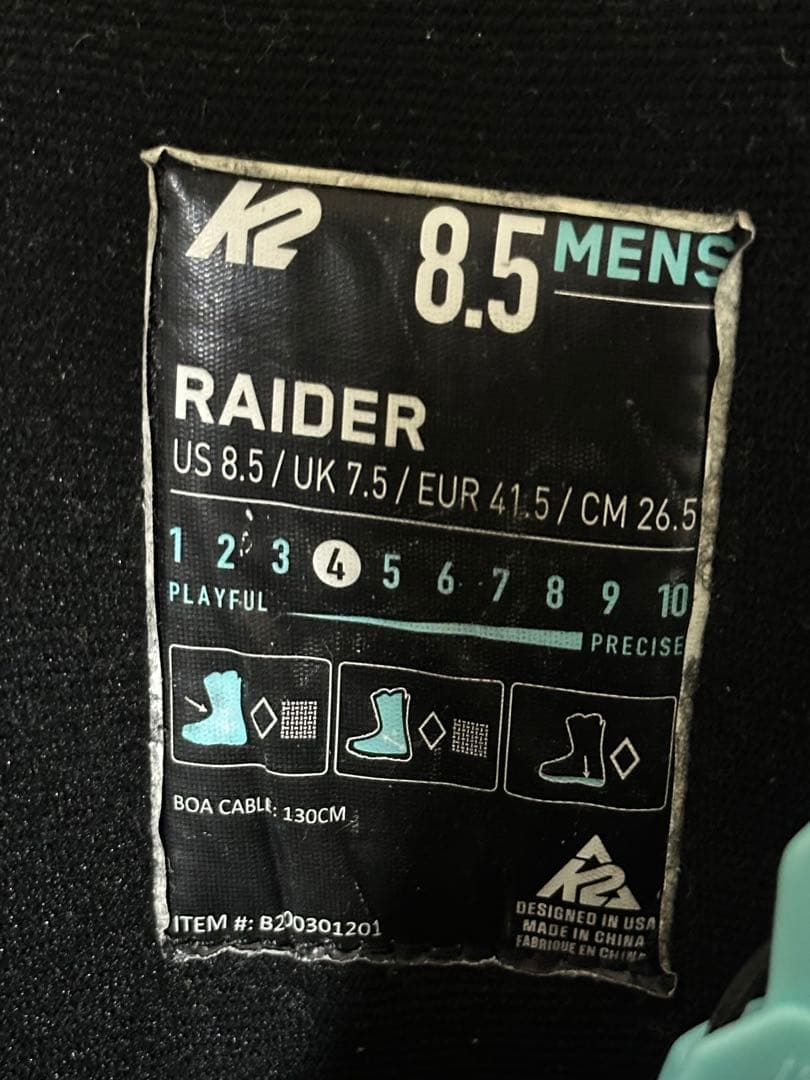 K2
8.5 MENS
RAIDER
US 8.5 / UK 7.5 / EUR 41.5 / CM 26.5
1 2 3 4 5 6 7 8 9 10
PLAYFUL PRECISE
BOA CABLE: 130CM
K2
ITEM #: B200301201
DESIGNED IN USA
MADE IN CHINA
FABRIQUE EN CHINE